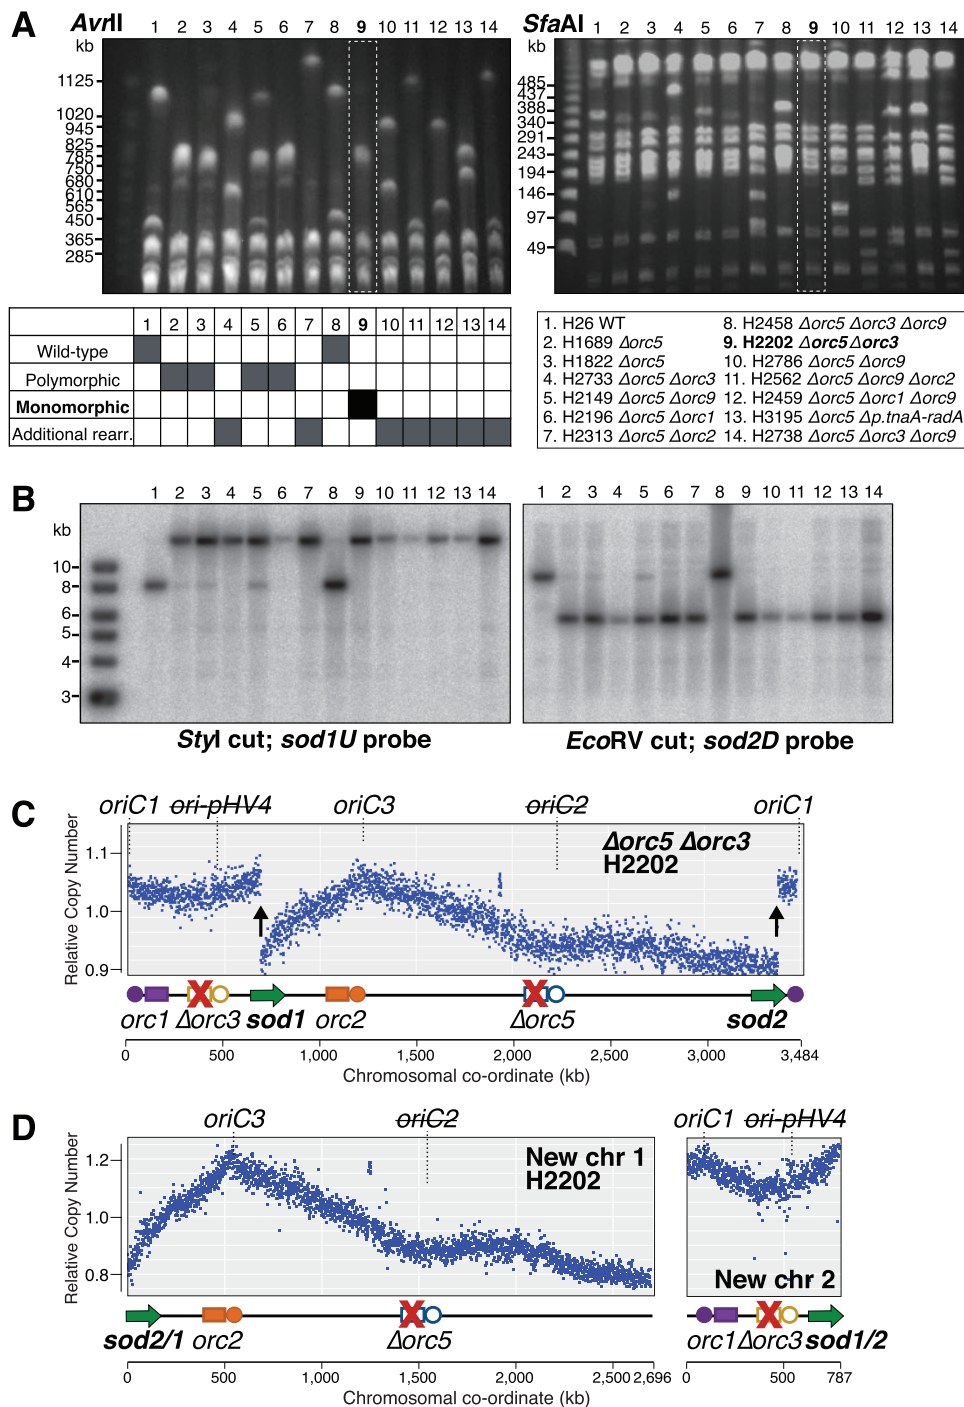 A
AvrII
1 2 3 4 5 6 7 8 9 10 11 12 13 14
kb
1125
1020
945
825
785
750
680
610
565
450
365
285
SfaAI
1 2 3 4 5 6 7 8 9 10 11 12 13 14
kb
485
437
388
340
291
243
194
146
97
49
1 2 3 4 5 6 7 8 9 10 11 12 13 14
Wild-type
Polymorphic
Monomorphic
Additional rearr.
1. H26 WT
2. H1689 Δorc5
3. H1822 Δorc5
4. H2733 Δorc5 Δorc3
5. H2149 Δorc5 Δorc9
6. H2196 Δorc5 Δorc1
7. H2313 Δorc5 Δorc2
8. H2458 Δorc5 Δorc3 Δorc9
9. H2202 Δorc5 Δorc3
10. H2786 Δorc5 Δorc9
11. H2562 Δorc5 Δorc9 Δorc2
12. H2459 Δorc5 Δorc1 Δorc9
13. H3195 Δorc5 Δp.tnaA-radA
14. H2738 Δorc5 Δorc3 Δorc9
B
1 2 3 4 5 6 7 8 9 10 11 12 13 14
kb
10
8
6
5
4
3
StyI cut; sod1U probe
1 2 3 4 5 6 7 8 9 10 11 12 13 14
EcoRV cut; sod2D probe
C
oriC1 ori-pHV4 oriC3 oriC2 oriC1
Relative Copy Number
1.1
1.0
0.9
Δorc5 Δorc3
H2202
orc1 Δorc3 sod1 orc2 Δorc5 sod2
0 500 1,000 1,500 2,000 2,500 3,000 3,484
Chromosomal co-ordinate (kb)
D
oriC3 oriC2
Relative Copy Number
1.2
1.0
0.8
New chr 1
H2202
sod2/1 orc2 Δorc5
0 500 1,000 1,500 2,000 2,500 2,696
oriC1 ori-pHV4
New chr 2
orc1 Δorc3 sod1/2
0 500 787
Chromosomal co-ordinate (kb)